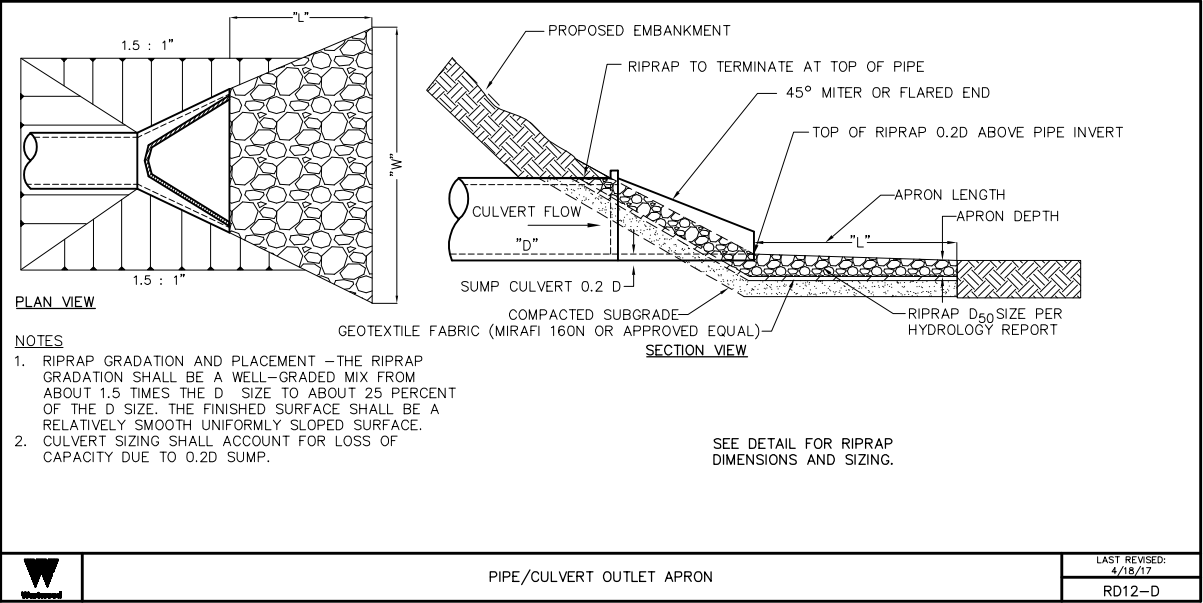 "L"
1.5 : 1"
"W"
1.5 : 1"
PLAN VIEW
PROPOSED EMBANKMENT
RIPRAP TO TERMINATE AT TOP OF PIPE
45° MITER OR FLARED END
TOP OF RIPRAP 0.2D ABOVE PIPE INVERT
APRON LENGTH
APRON DEPTH
CULVERT FLOW
"D"
"L"
SUMP CULVERT 0.2 D
COMPACTED SUBGRADE
GEOTEXTILE FABRIC (MIRAFI 160N OR APPROVED EQUAL)
RIPRAP D50 SIZE PER
HYDROLOGY REPORT
SECTION VIEW
NOTES
1. RIPRAP GRADATION AND PLACEMENT –THE RIPRAP
GRADATION SHALL BE A WELL–GRADED MIX FROM
ABOUT 1.5 TIMES THE D SIZE TO ABOUT 25 PERCENT
OF THE D SIZE. THE FINISHED SURFACE SHALL BE A
RELATIVELY SMOOTH UNIFORMLY SLOPED SURFACE.
2. CULVERT SIZING SHALL ACCOUNT FOR LOSS OF
CAPACITY DUE TO 0.2D SUMP.
SEE DETAIL FOR RIPRAP
DIMENSIONS AND SIZING.
W
Westwood
PIPE/CULVERT OUTLET APRON
LAST REVISED:
4/18/17
RD12–D